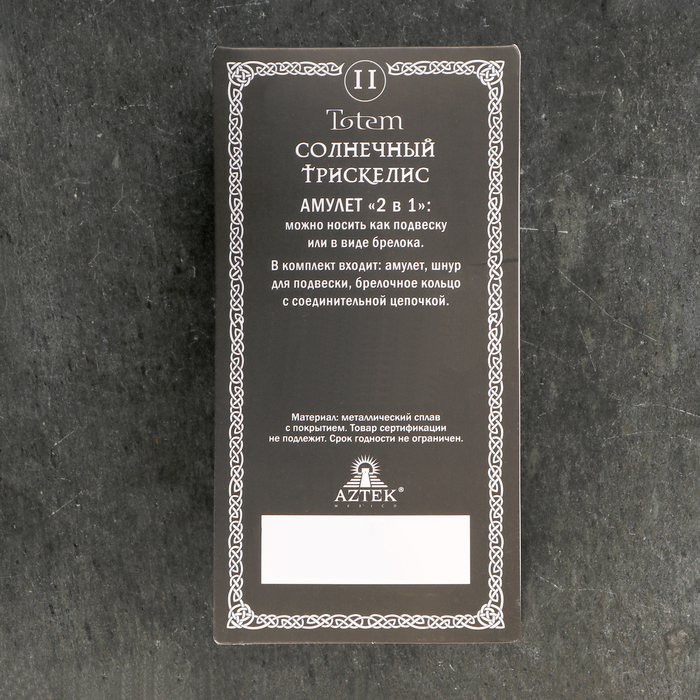 II
Totem
СОЛНЕЧНЫЙ
ТРИСКЕЛИС
АМУЛЕТ «2 в 1»:
можно носить как подвеску
или в виде брелока.
В комплект входит: амулет, шнур
для подвески, брелочное кольцо
с соединительной цепочкой.
Материал: металлический сплав
с покрытием. Товар сертификации
не подлежит. Срок годности не ограничен.
AZTEK®
MEXICO